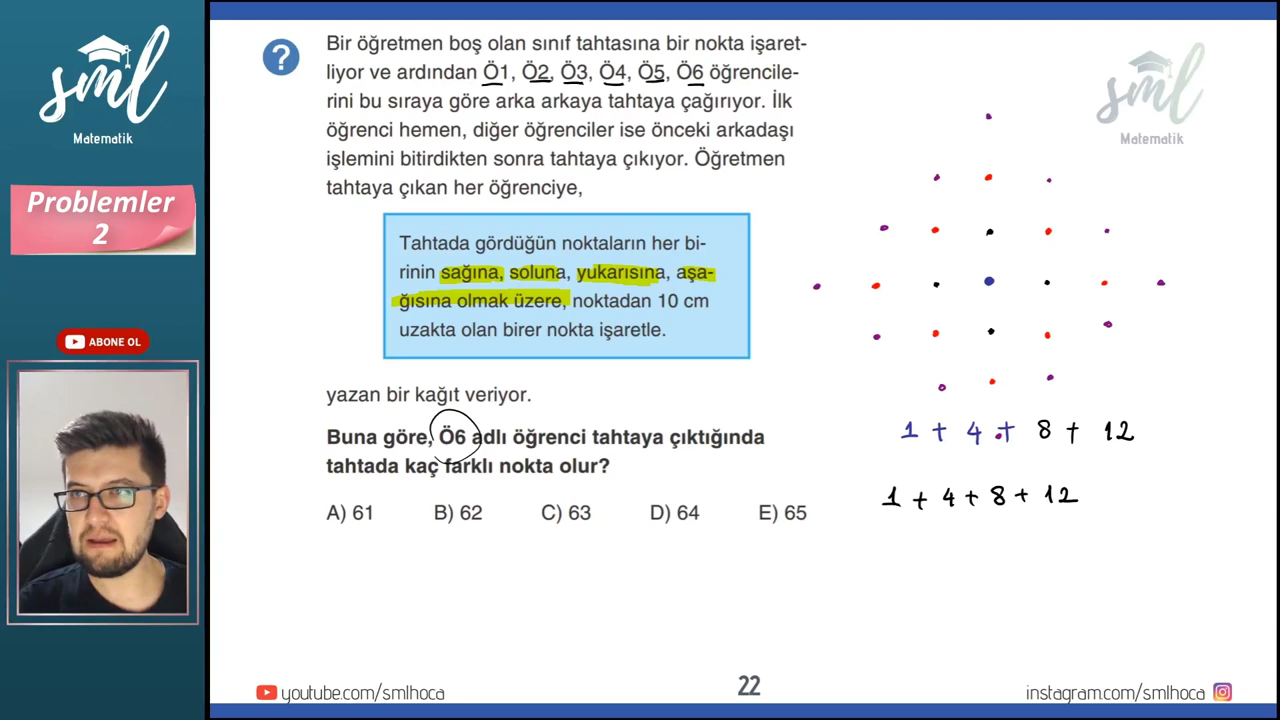 sml
Matematik
Problemler
2
ABONE OL
?
Bir öğretmen boş olan sınıf tahtasına bir nokta işaret-
liyor ve ardından Ö1, Ö2, Ö3, Ö4, Ö5, Ö6 öğrencile-
rini bu sıraya göre arka arkaya tahtaya çağırıyor. İlk
öğrenci hemen, diğer öğrenciler ise önceki arkadaşı
işlemini bitirdikten sonra tahtaya çıkıyor. Öğretmen
tahtaya çıkan her öğrenciye,
Tahtada gördüğün noktaların her bi-
rinin sağına, soluna, yukarısına, aşa-
ğısına olmak üzere, noktadan 10 cm
uzakta olan birer nokta işaretle.
yazan bir kağıt veriyor.
Buna göre, Ö6 adlı öğrenci tahtaya çıktığında
tahtada kaç farklı nokta olur?
A) 61 B) 62 C) 63 D) 64 E) 65
sml
Matematik
1 + 4 + 8 + 12
1 + 4 + 8 + 12
youtube.com/smlhoca
22
instagram.com/smlhoca